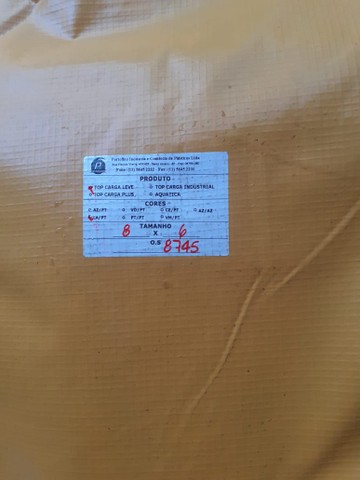 PRODUTO
TOP CARGA LEVE TOP CARGA INDUSTRIAL
TOP CARGA PLUS AQUATICA
CORES
AZ/PT VD/PT CZ/PT AZ/AZ
LA/PT PT/PT VM/PT
TAMANHO
8 X 6
O.S 8745